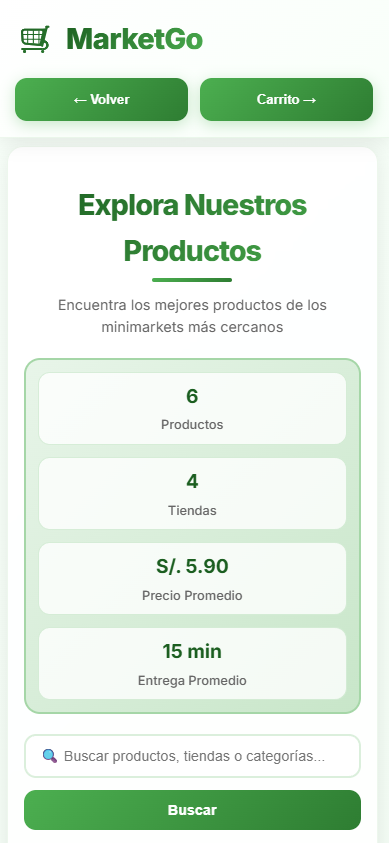 MarketGo
← Volver
Carrito →
Explora Nuestros
Productos
Encuentra los mejores productos de los
minimarkets más cercanos
6
Productos
4
Tiendas
S/. 5.90
Precio Promedio
15 min
Entrega Promedio
Buscar productos, tiendas o categorías...
Buscar